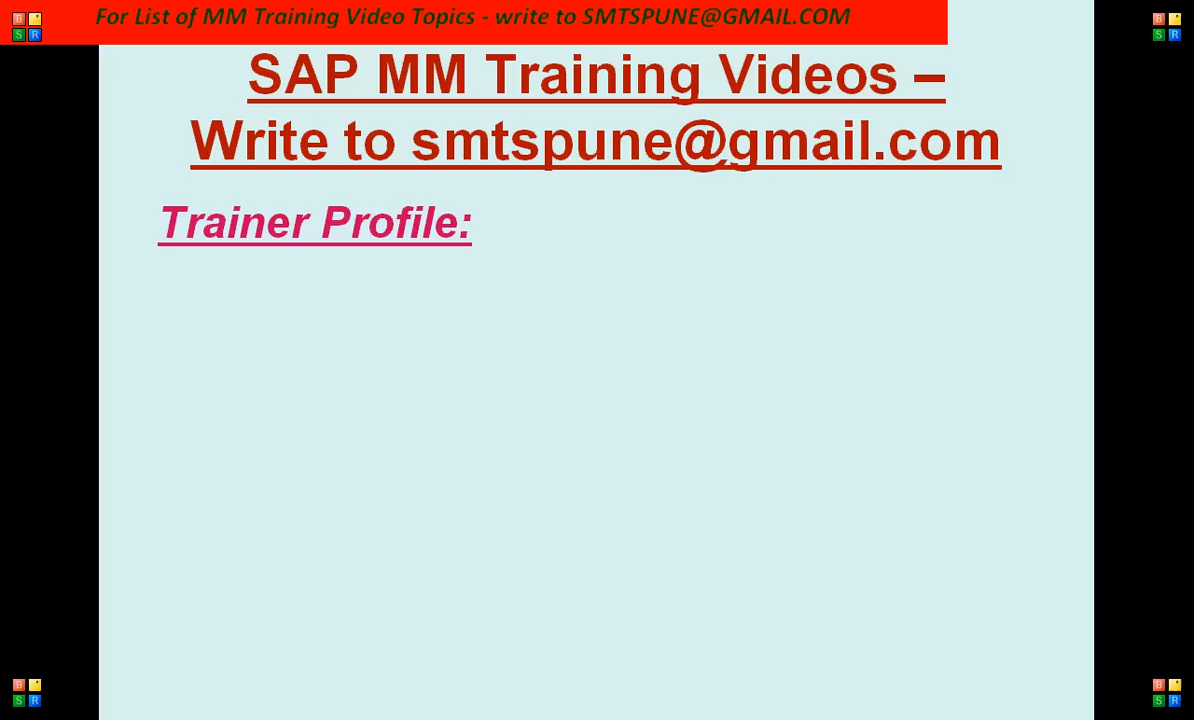 For List of MM Training Video Topics - write to SMTSPUNE@GMAIL.COM
SAP MM Training Videos –
Write to smtspune@gmail.com
Trainer Profile:
B
S R
B
S R
B
S R
B
S R